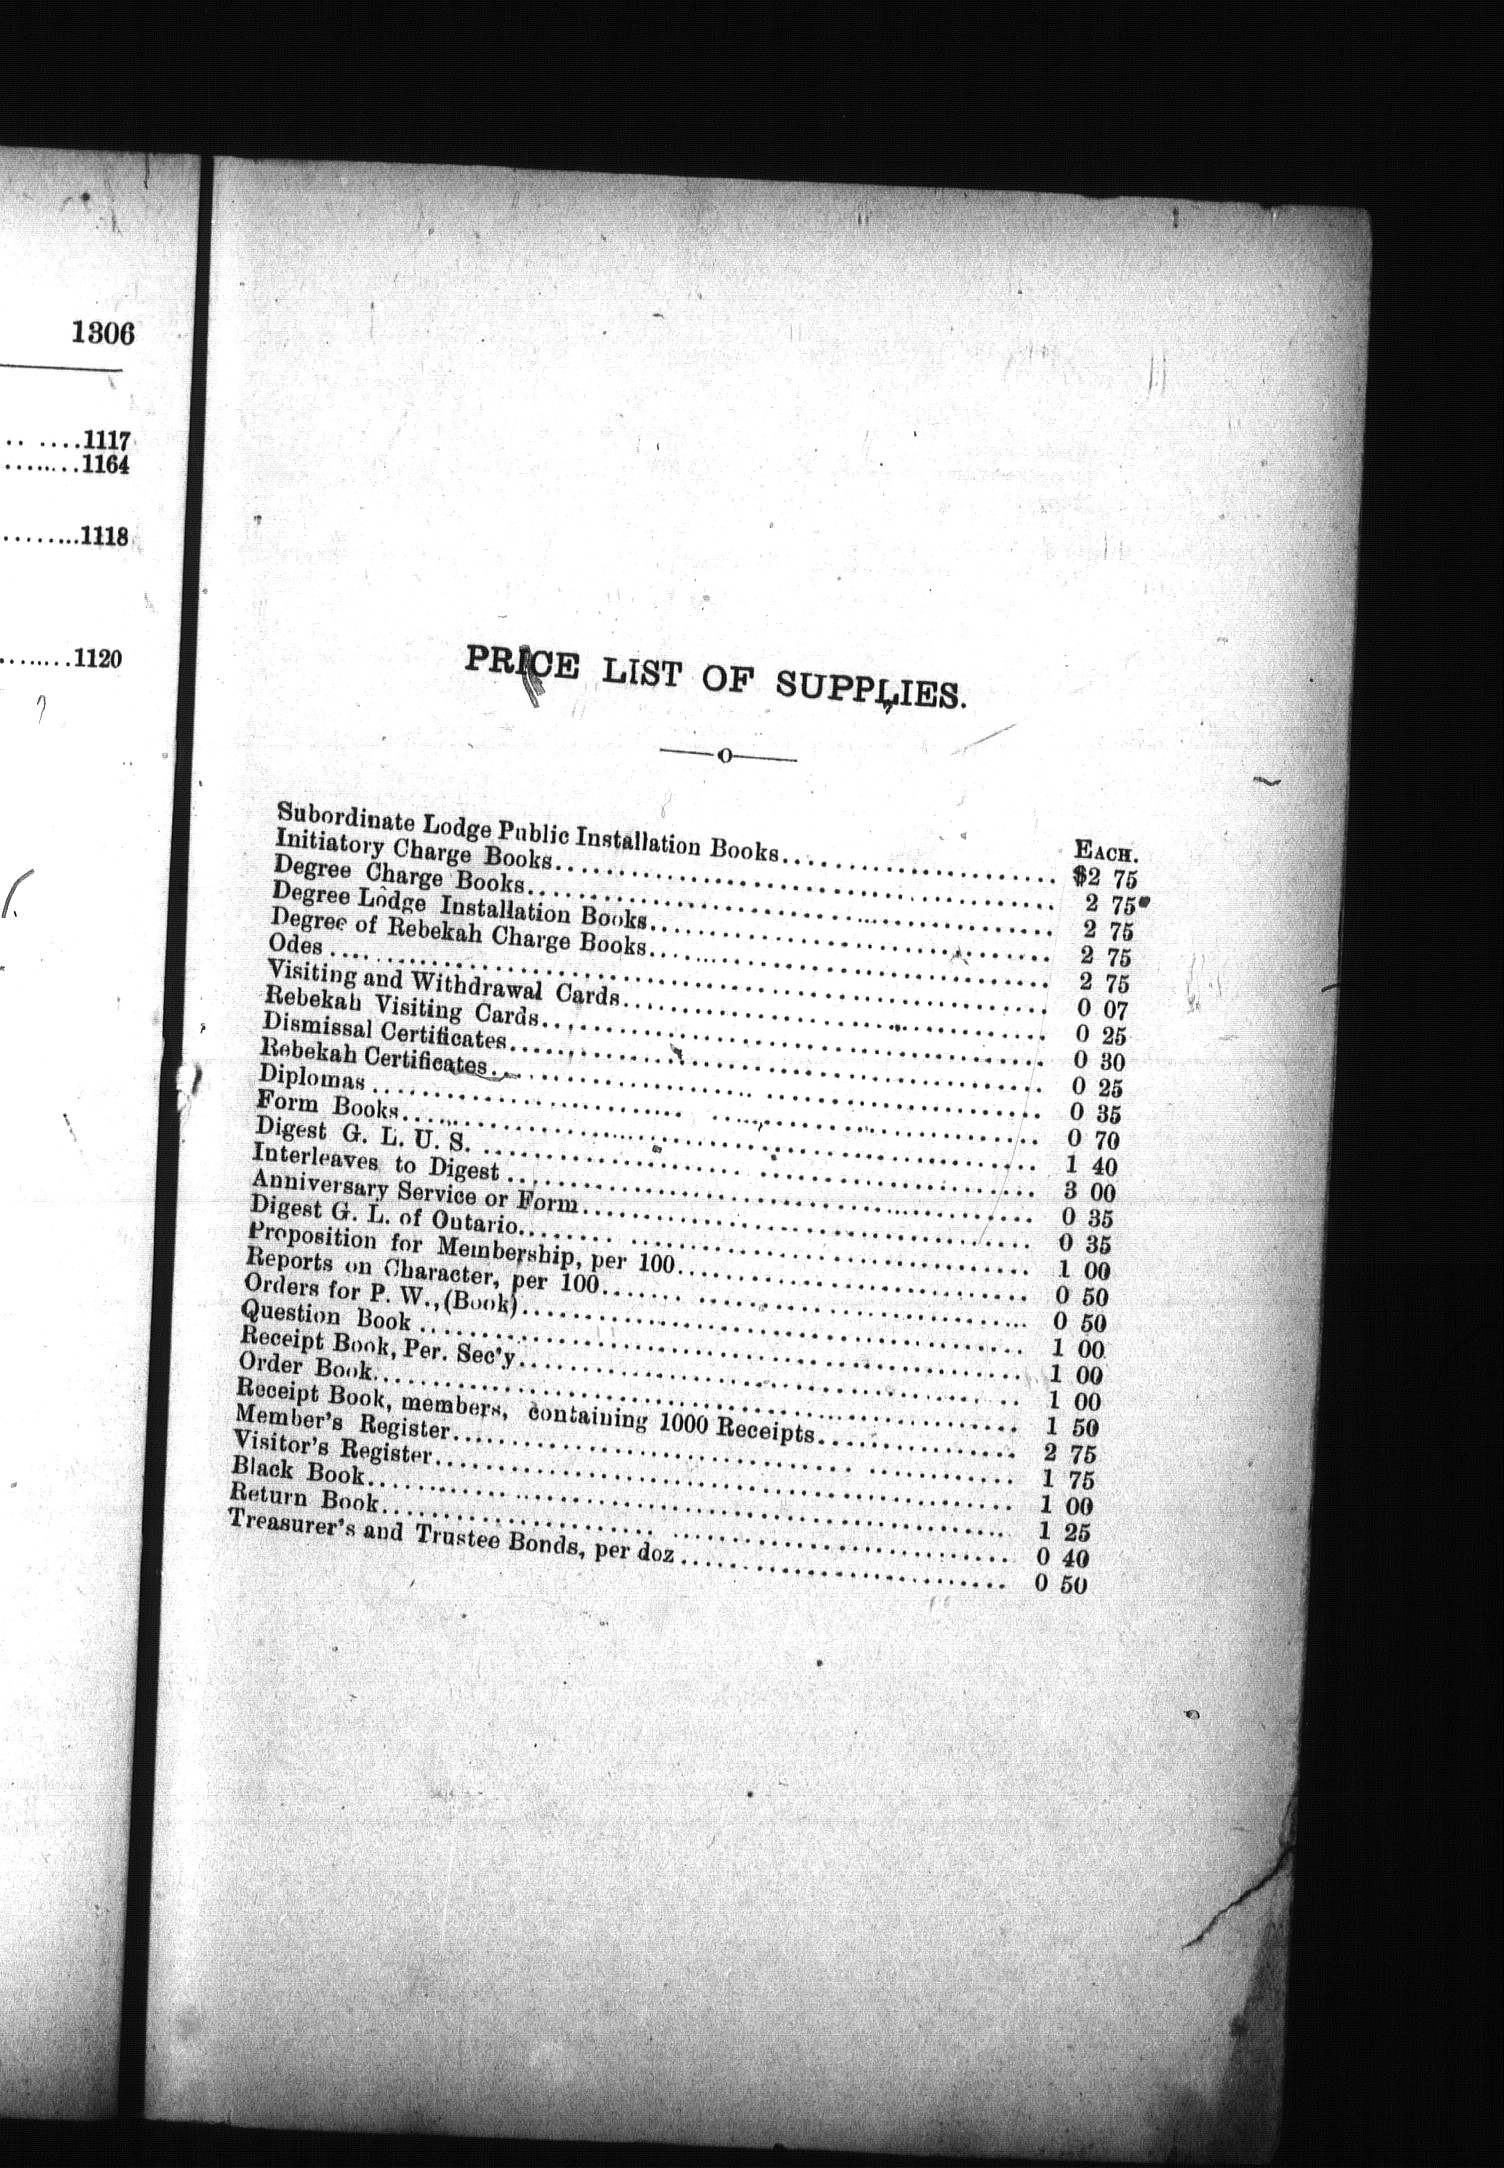 1306
.. ....1117
........1164
........1118
........1120
PRICE LIST OF SUPPLIES.
——o——
EACH.
Subordinate Lodge Public Installation Books........................ $2 75
Initiatory Charge Books............................................ 2 75
Degree Charge Books................................................ 2 75
Degree Lodge Installation Books.................................... 2 75
Degree of Rebekah Charge Books..................................... 2 75
Odes .............................................................. 0 07
Visiting and Withdrawal Cards...................................... 0 25
Rebekah Visiting Cards............................................. 0 30
Dismissal Certificates............................................. 0 25
Rebekah Certificates............................................... 0 35
Diplomas .......................................................... 0 70
Form Books......................................................... 1 40
Digest G. L. U. S. ................................................ 3 00
Interleaves to Digest ............................................. 0 35
Anniversary Service or Form........................................ 0 35
Digest G. L. of Ontario............................................ 1 00
Proposition for Membership, per 100................................ 0 50
Reports on Character, per 100...................................... 0 50
Orders for P. W., (Book)........................................... 1 00
Question Book ..................................................... 1 00
Receipt Book, Per. Sec'y........................................... 1 00
Order Book......................................................... 1 50
Receipt Book, members, containing 1000 Receipts.................... 2 75
Member's Register.................................................. 1 75
Visitor's Register................................................. 1 00
Black Book......................................................... 1 25
Return Book........................................................ 0 40
Treasurer's and Trustee Bonds, per doz ............................ 0 50